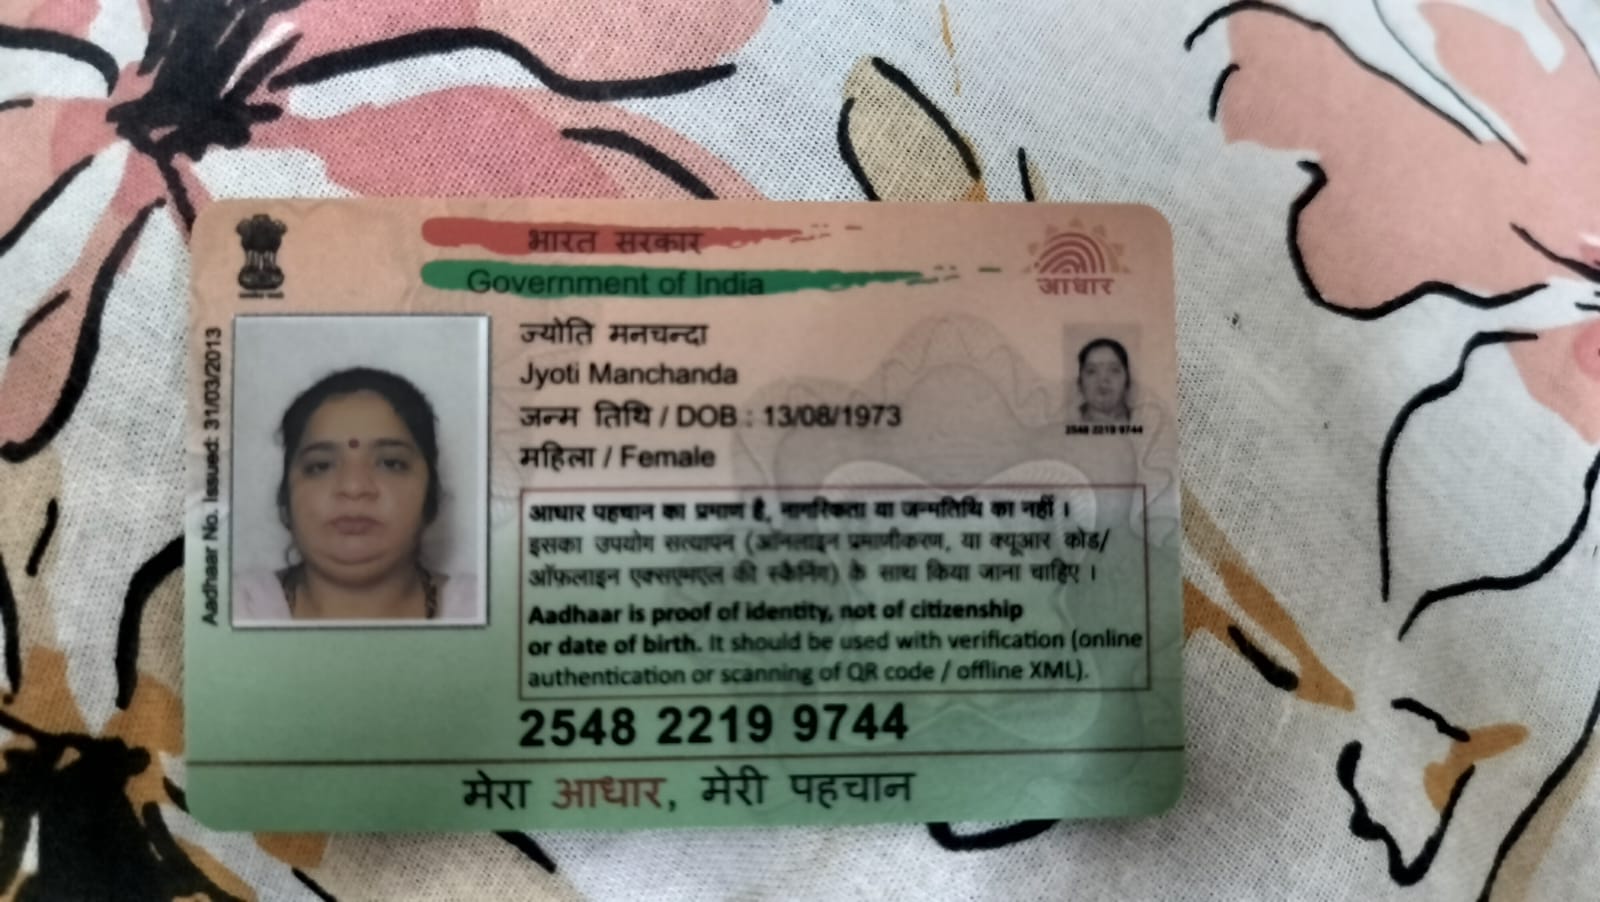 भारत सरकार
Government of India
आधार
Aadhaar No. Issued: 31/03/2013
ज्योति मनचन्दा
Jyoti Manchanda
जन्म तिथि / DOB : 13/08/1973
महिला / Female
2548 2219 9744
आधार पहचान का प्रमाण है, नागरिकता या जन्मतिथि का नहीं ।
इसका उपयोग सत्यापन (ऑनलाइन प्रमाणीकरण, या क्यूआर कोड/
ऑफ़लाइन एक्सएमएल की स्कैनिंग) के साथ किया जाना चाहिए ।
Aadhaar is proof of identity, not of citizenship
or date of birth. It should be used with verification (online
authentication or scanning of QR code / offline XML).
2548 2219 9744
मेरा आधार, मेरी पहचान